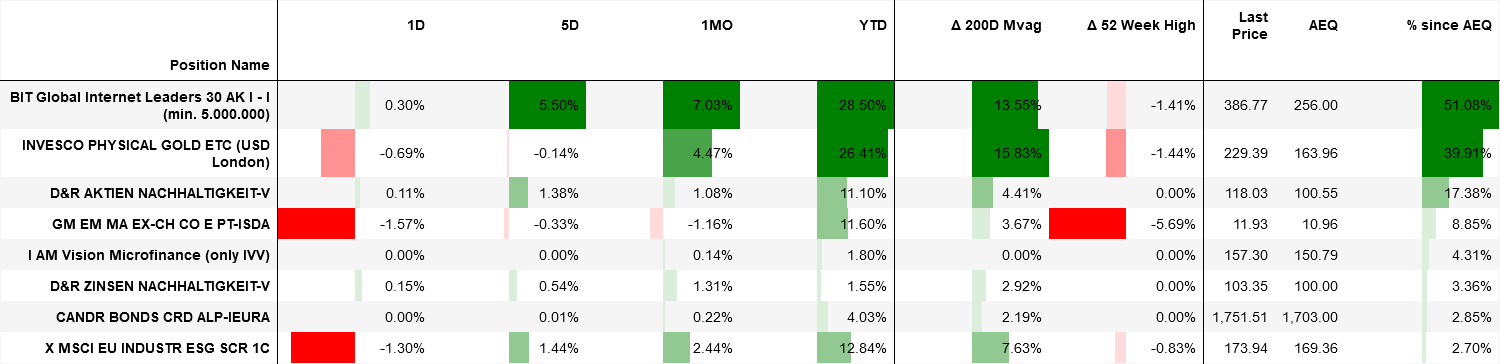 Position Name 1D 5D 1MO YTD Δ 200D Mvag Δ 52 Week High Last Price AEQ % since AEQ
BIT Global Internet Leaders 30 AK I - I (min. 5.000.000) 0.30% 5.50% 7.03% 28.50% 13.55% -1.41% 386.77 256.00 51.08%
INVESCO PHYSICAL GOLD ETC (USD London) -0.69% -0.14% 4.47% 26.41% 15.83% -1.44% 229.39 163.96 39.91%
D&R AKTIEN NACHHALTIGKEIT-V 0.11% 1.38% 1.08% 11.10% 4.41% 0.00% 118.03 100.55 17.38%
GM EM MA EX-CH CO E PT-ISDA -1.57% -0.33% -1.16% 11.60% 3.67% -5.69% 11.93 10.96 8.85%
I AM Vision Microfinance (only IVV) 0.00% 0.00% 0.14% 1.80% 0.00% 0.00% 157.30 150.79 4.31%
D&R ZINSEN NACHHALTIGKEIT-V 0.15% 0.54% 1.31% 1.55% 2.92% 0.00% 103.35 100.00 3.36%
CANDR BONDS CRD ALP-IEURA 0.00% 0.01% 0.22% 4.03% 2.19% 0.00% 1,751.51 1,703.00 2.85%
X MSCI EU INDUSTR ESG SCR 1C -1.30% 1.44% 2.44% 12.84% 7.63% -0.83% 173.94 169.36 2.70%